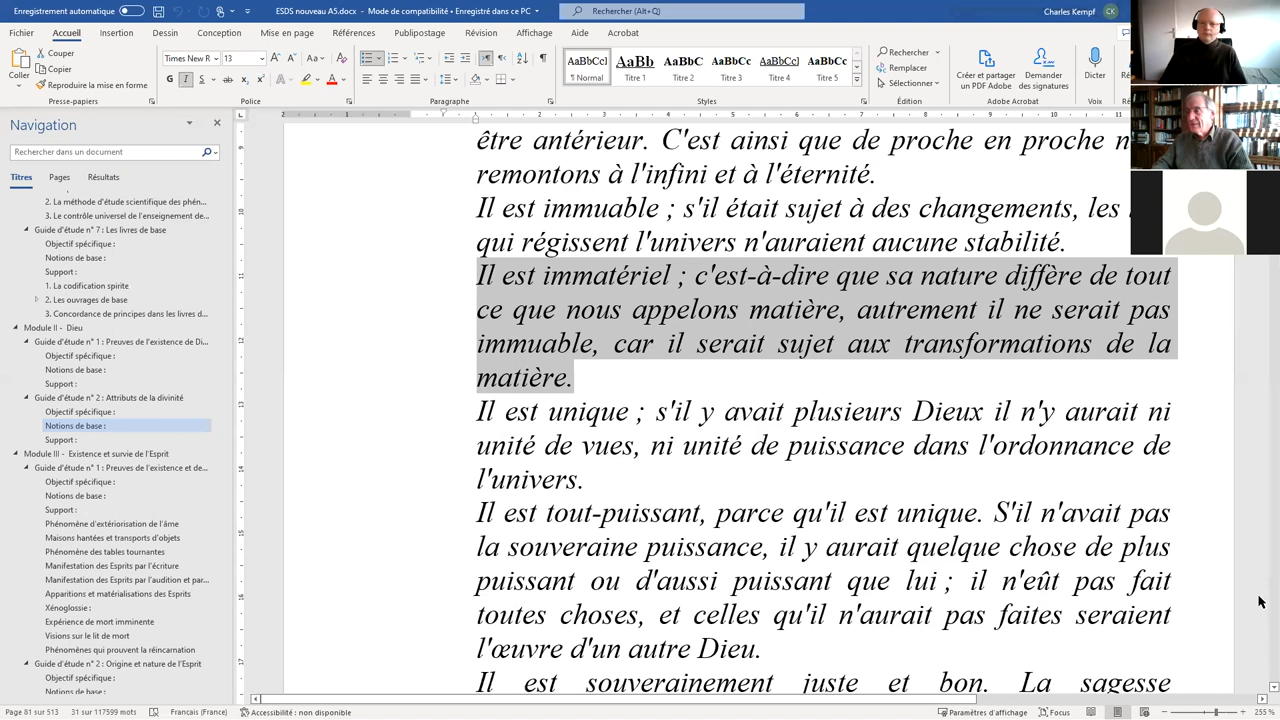 Enregistrement automatique
ESDS nouveau A5.docx - Mode de compatibilité • Enregistré dans ce PC
Rechercher (Alt+Q)
Charles Kempf
CK
Fichier Accueil Insertion Dessin Conception Mise en page Références Publipostage Révision Affichage Aide Acrobat
Coller
Couper
Copier
Reproduire la mise en forme
Presse-papiers
Times New R 13
G I S ab
Police
Paragraphe
AaBbCcI AaBb AaBbC AaBbCc AaBbCcI AaBbCc
¶ Normal Titre 1 Titre 2 Titre 3 Titre 4 Titre 5
Styles
Rechercher
Remplacer
Sélectionner
Édition
Créer et partager un PDF Adobe
Demander des signatures
Adobe Acrobat
Dicter
Voix
Navigation
Rechercher dans un document
Titres Pages Résultats
2. La méthode d'étude scientifique des phén...
3. Le contrôle universel de l'enseignement de...
Guide d'étude n° 7 : Les livres de base
Objectif spécifique :
Notions de base :
Support :
1. La codification spirite
2. Les ouvrages de base
3. Concordance de principes dans les livres d...
Module II - Dieu
Guide d'étude n° 1 : Preuves de l'existence de Di...
Objectif spécifique :
Notions de base :
Support :
Guide d'étude n° 2 : Attributs de la divinité
Objectif spécifique :
Notions de base :
Support :
Module III - Existence et survie de l'Esprit
Guide d'étude n° 1 : Preuves de l'existence et de...
Objectif spécifique :
Notions de base :
Support :
Phénomène d'extériorisation de l'âme
Maisons hantées et transports d'objets
Phénomène des tables tournantes
Manifestation des Esprits par l'écriture
Manifestation des Esprits par l'audition et par...
Apparitions et matérialisations des Esprits
Xénoglossie :
Expérience de mort imminente
Visions sur le lit de mort
Phénomènes qui prouvent la réincarnation
Guide d'étude n° 2 : Origine et nature de l'Esprit
Objectif spécifique :
Notions de base :
être antérieur. C'est ainsi que de proche en proche
remontons à l'infini et à l'éternité.
Il est immuable ; s'il était sujet à des changements, les
qui régissent l'univers n'auraient aucune stabilité.
Il est immatériel ; c'est-à-dire que sa nature diffère de tout
ce que nous appelons matière, autrement il ne serait pas
immuable, car il serait sujet aux transformations de la
matière.
Il est unique ; s'il y avait plusieurs Dieux il n'y aurait ni
unité de vues, ni unité de puissance dans l'ordonnance de
l'univers.
Il est tout-puissant, parce qu'il est unique. S'il n'avait pas
la souveraine puissance, il y aurait quelque chose de plus
puissant ou d'aussi puissant que lui ; il n'eût pas fait
toutes choses, et celles qu'il n'aurait pas faites seraient
l'œuvre d'un autre Dieu.
Il est souverainement juste et bon. La sagesse
Page 81 sur 513 31 sur 117599 mots Francais (France) Accessibilité : non disponible Paramètres d'affichage Focus 255 %